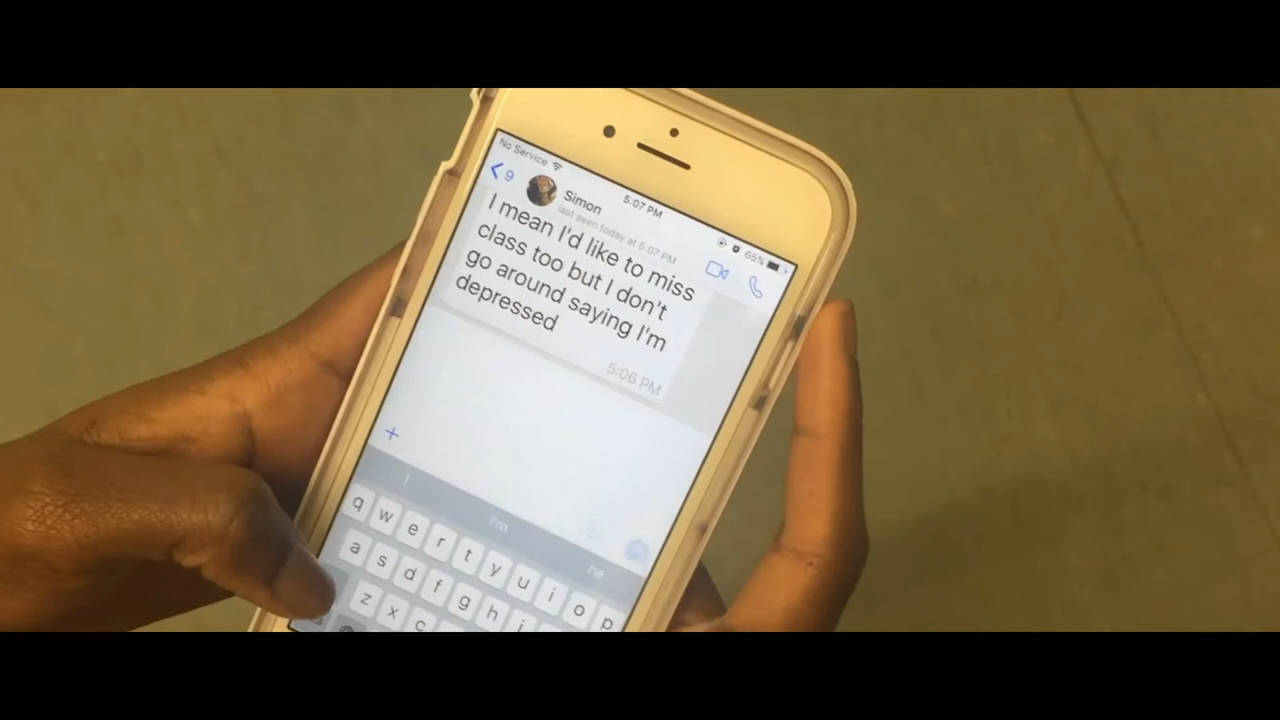 No Service 5:07 PM 65%
9 Simon
last seen today at 5:07 PM
I mean I'd like to miss
class too but I don't
go around saying I'm
depressed
5:06 PM
I I'm
q w e r t y u i o p
a s d f g h j
z x c